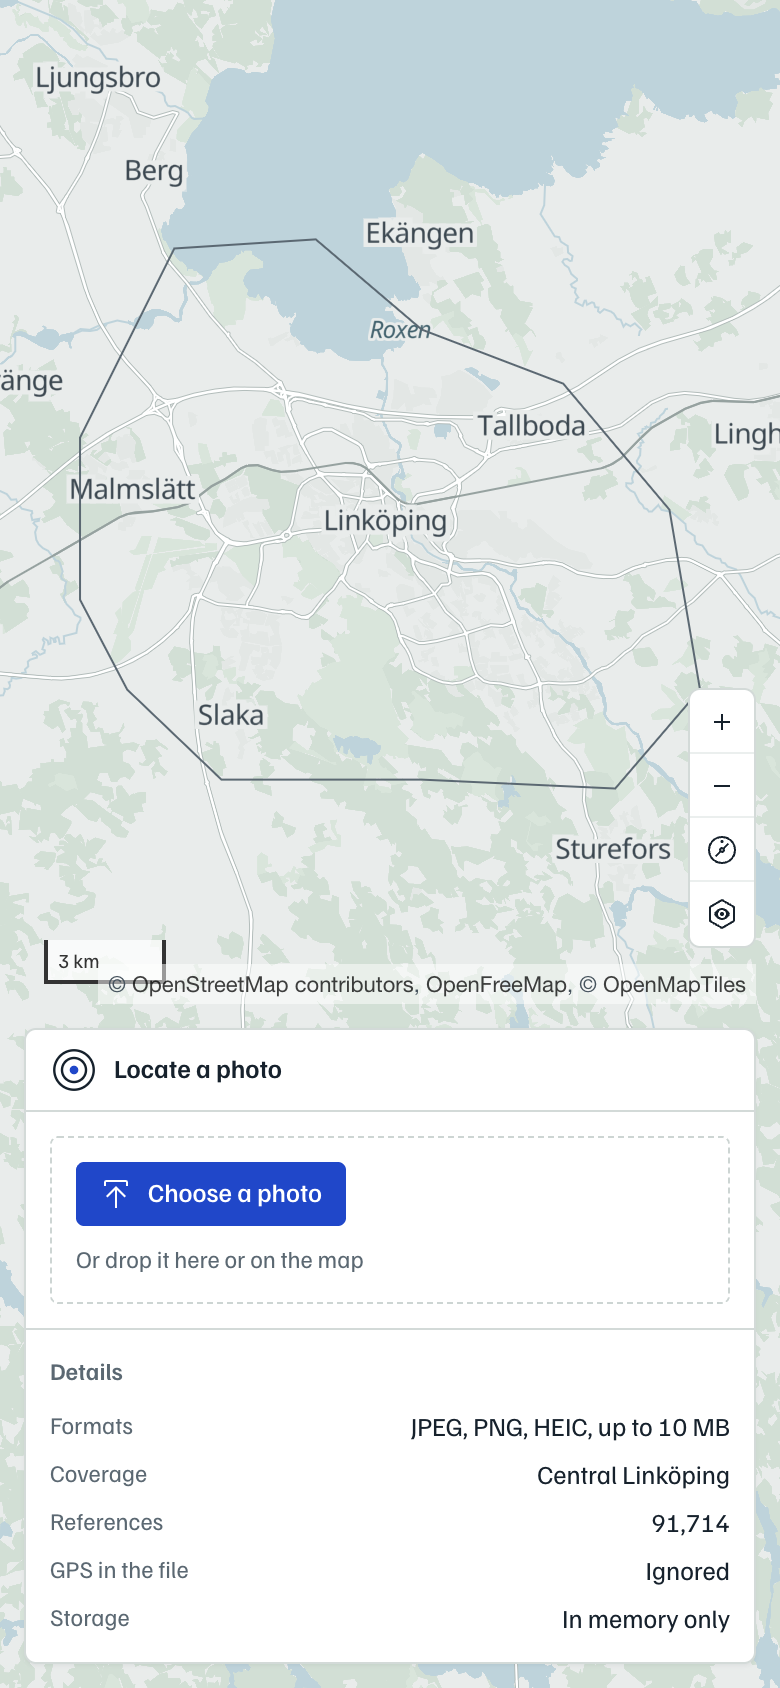 Ljungsbro
Berg
Ekängen
Roxen
änge
Tallboda
Lingh
Malmslätt
Linköping
Slaka
Sturefors
3 km
© OpenStreetMap contributors, OpenFreeMap, © OpenMapTiles
Locate a photo
Choose a photo
Or drop it here or on the map
Details
Formats JPEG, PNG, HEIC, up to 10 MB
Coverage Central Linköping
References 91,714
GPS in the file Ignored
Storage In memory only